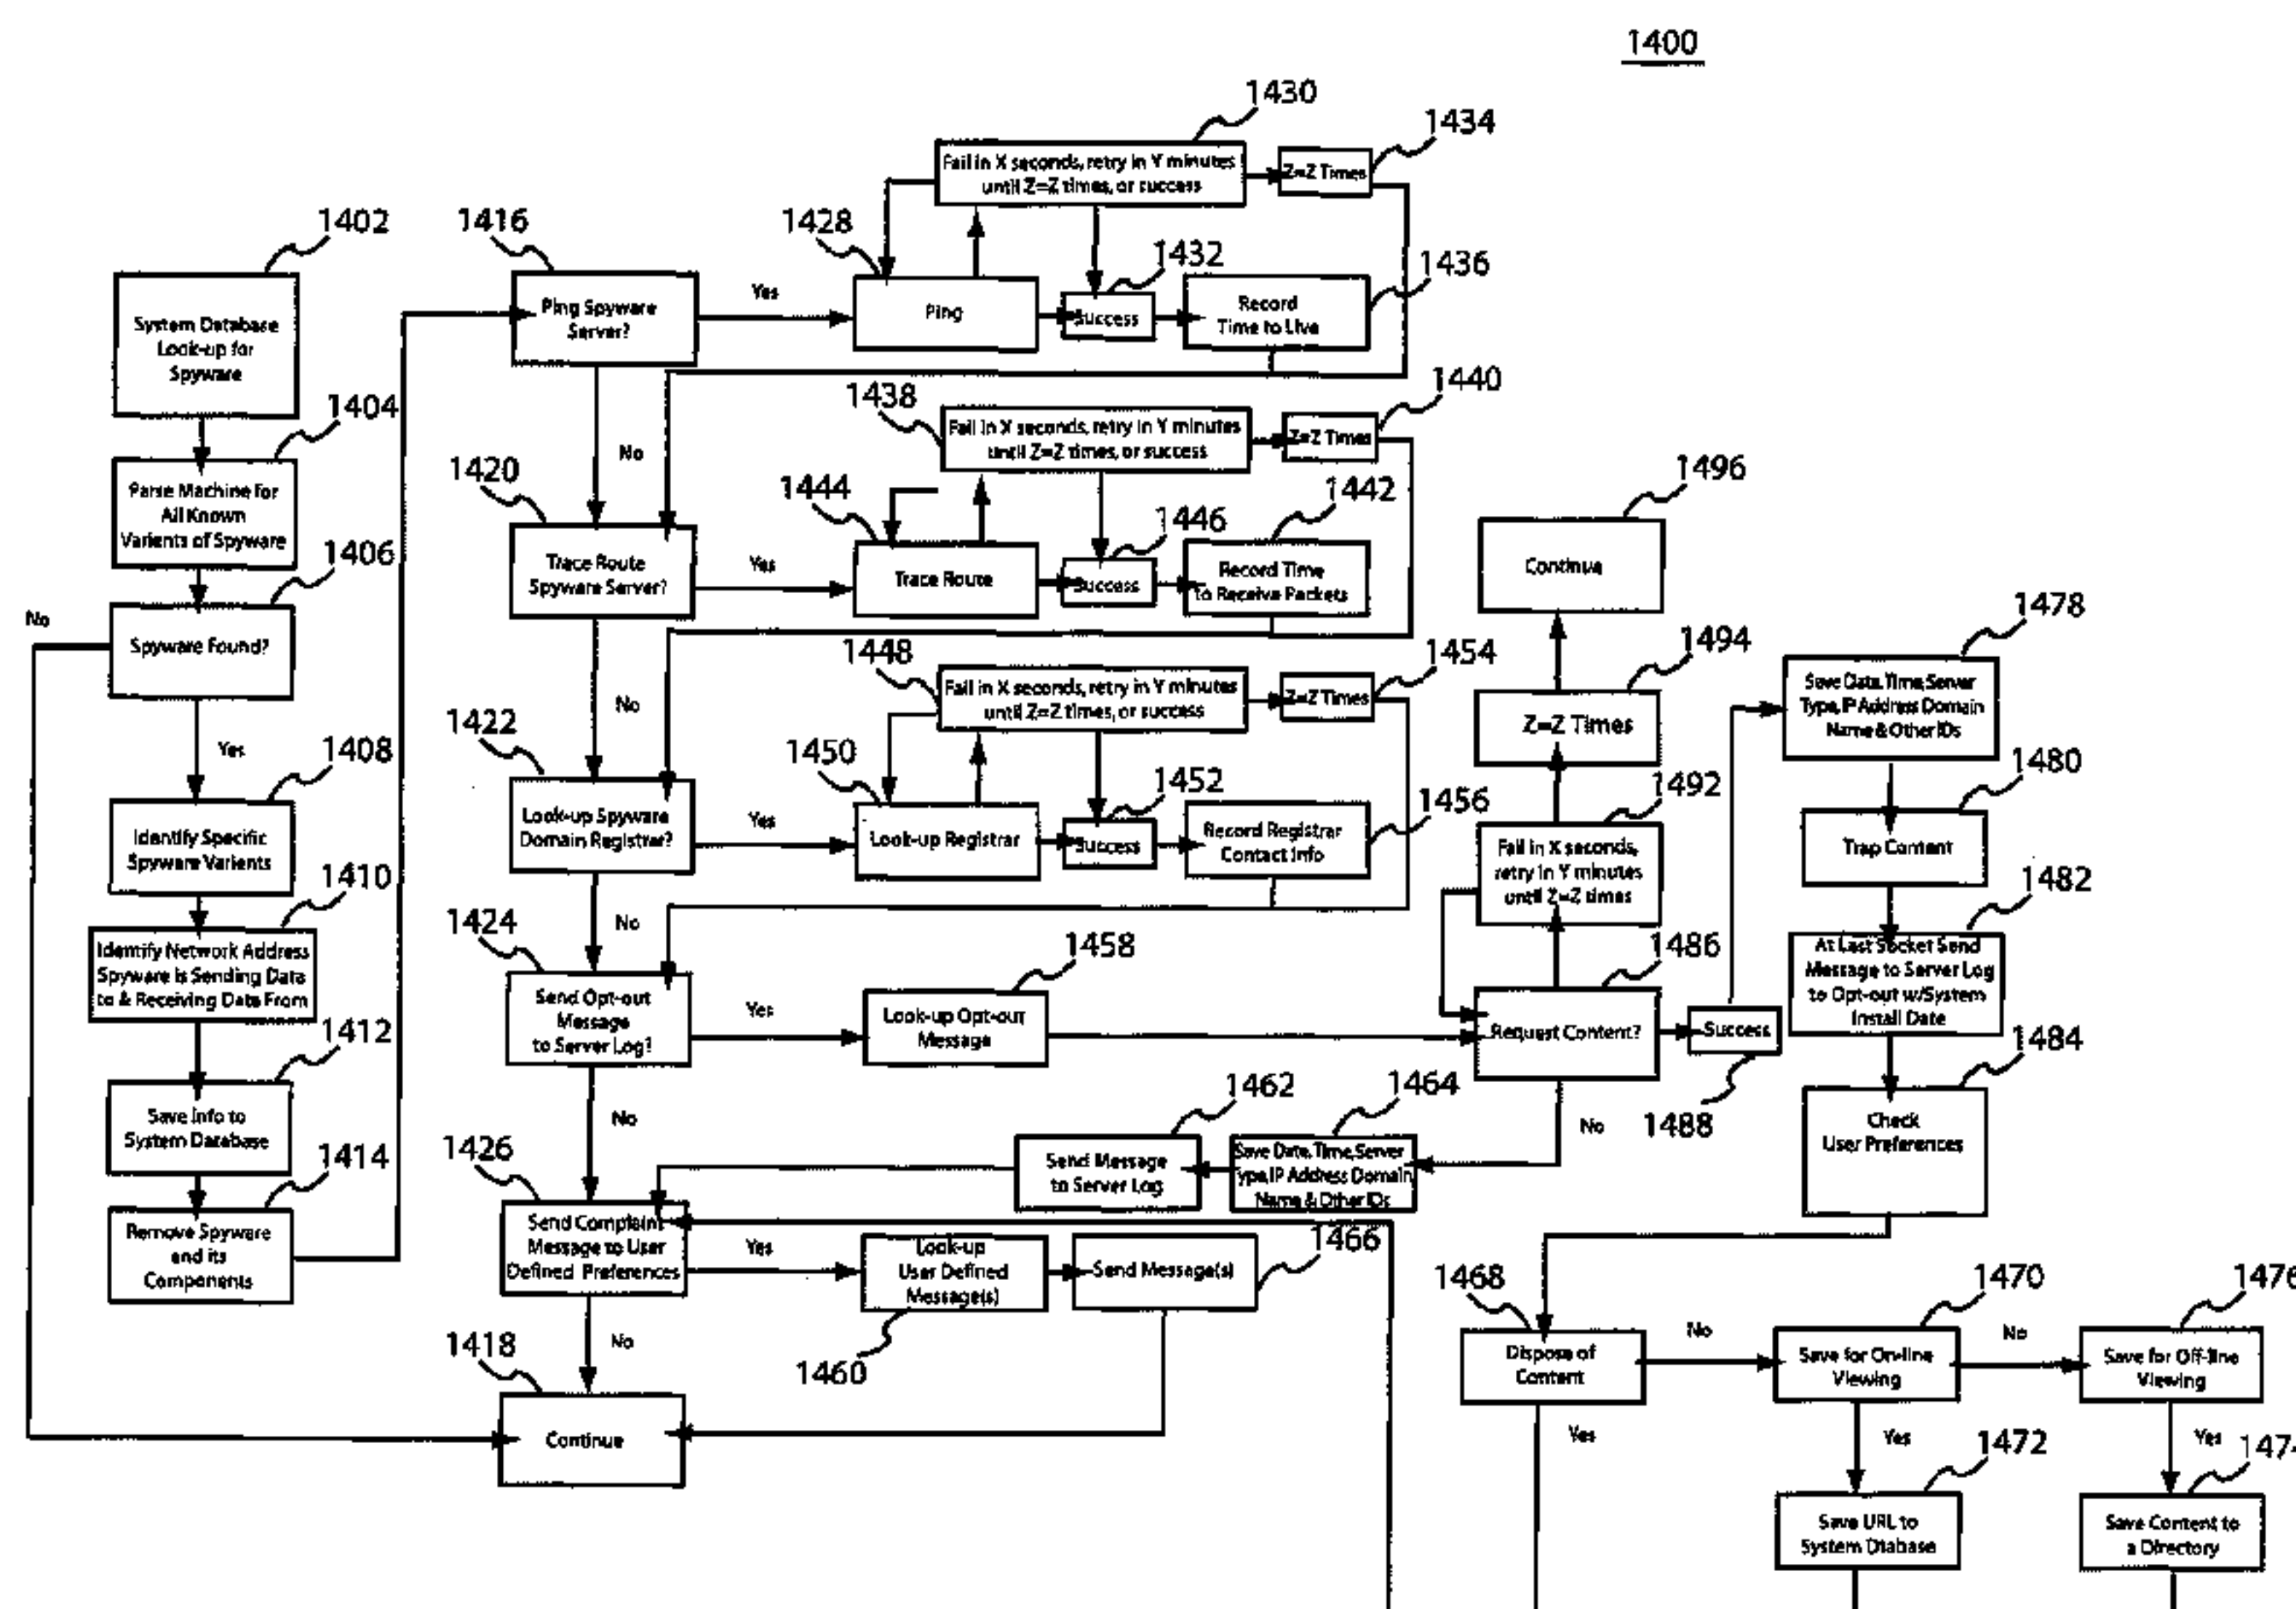 1400
1402
System Database
Look-up for
Spyware
1404
Parse Machine for
All Known
Varients of Spyware
1406
No
Spyware Found?
Yes
1408
Identify Specific
Spyware Varients
1410
Identify Network Address
Spyware is Sending Data
to & Receiving Data From
1412
Save Info to
System Database
1414
Remove Spyware
and its
Components
1416
Ping Spyware
Server?
Yes
No
1428
Ping
1430
Fail in X seconds, retry in Y minutes
until Z=Z times, or success
1434
Z=Z Times
1432
Success
1436
Record
Time to Live
1420
Trace Route
Spyware Server?
Yes
No
1438
Fail in X seconds, retry in Y minutes
until Z=Z times, or success
1440
Z=Z Times
1444
Trace Route
1446
Success
1442
Record Time
to Receive Packets
1422
Look-up Spyware
Domain Registrar?
Yes
No
1448
Fail in X seconds, retry in Y minutes
until Z=Z times, or success
1454
Z=Z Times
1450
Look-up Registrar
1452
Success
1456
Record Registrar
Contact Info
1424
Send Opt-out
Message
to Server Log?
Yes
No
1458
Look-up Opt-out
Message
1496
Continue
1494
Z=Z Times
1492
Fail in X seconds,
retry in Y minutes
until Z=Z times
1486
Request Content?
Success
1488
No
1464
Save Date, Time, Server
Type, IP Address Domain
Name & Other IDs
1462
Send Message
to Server Log
1426
Send Complaint
Message to User
Defined Preferences
Yes
No
Look-up
User Defined
Message(s)
1460
1466
Send Message(s)
1418
Continue
1478
Save Data, Time, Server
Type, IP Address Domain
Name & Other IDs
1480
Trap Content
1482
At Last Socket Send
Message to Server Log
to Opt-out w/System
Install Date
1484
Check
User Preferences
1468
Dispose of
Content
No
Yes
1470
Save for On-line
Viewing
No
Yes
1476
Save for Off-line
Viewing
Yes
1472
Save URL to
System Dtabase
147
Save Content to
a Directory